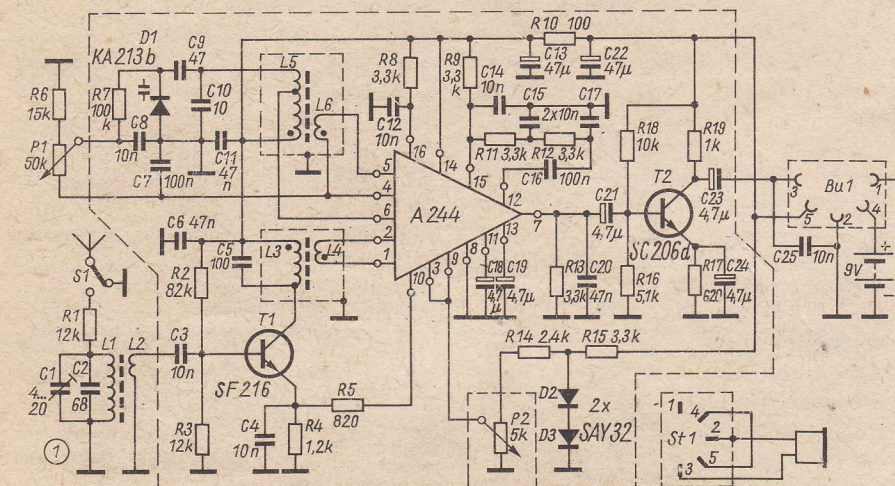 R10 100
D1
KA213b
C9
47
L5
R8
3,3k
R9
3,3
k
C13
47µ
C22
47µ
C14
10n
C17
C15
2x10n
R6
15k
R7
100
k
C10
10
L6
C12
10n
16
14
R11 3,3k
R12 3,3k
R18
10k
R19
1k
P1
50k
C8
10n
C7
100n
C11
47
n
15
C16
100n
12
5
4
6
2
1
A 244
7
C21
4,7µ
T2
SC206d
C23
4,7µ
3
Bu1
1
5
2
4
C6 47n
C5
100
L3
L4
10
3
9
8
11
13
C18
4,7
µ
C19
4,7µ
R13
3,3k
C20
47n
R16
5,1k
R17
620
C24
4,7µ
C25
10n
9V
S1
R2
82k
R1
12k
T1
SF216
C3
10n
L1
L2
C1
4...
20
C2
68
R14 2,4k
R15 3,3k
R5
820
D2
D3
2x
SAY32
P2
5k
1
4
2
St1
5
3
R3
12k
C4
10n
R4
1,2k
1